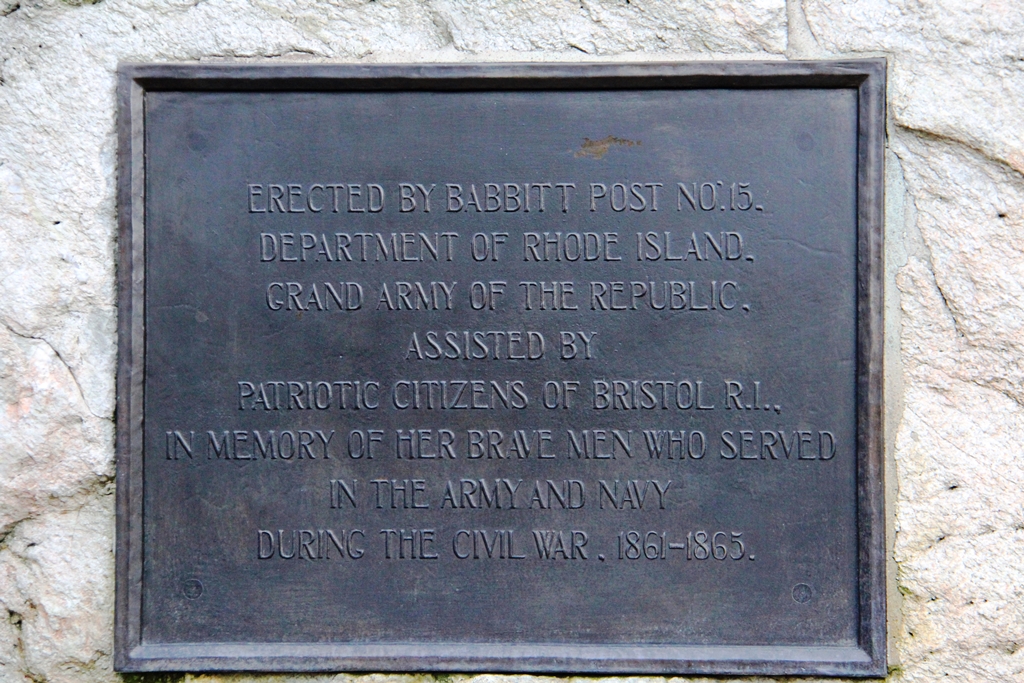 ERECTED BY BABBITT POST NO. 15,
DEPARTMENT OF RHODE ISLAND,
GRAND ARMY OF THE REPUBLIC,
ASSISTED BY
PATRIOTIC CITIZENS OF BRISTOL R.I.,
IN MEMORY OF HER BRAVE MEN WHO SERVED
IN THE ARMY AND NAVY
DURING THE CIVIL WAR, 1861-1865.